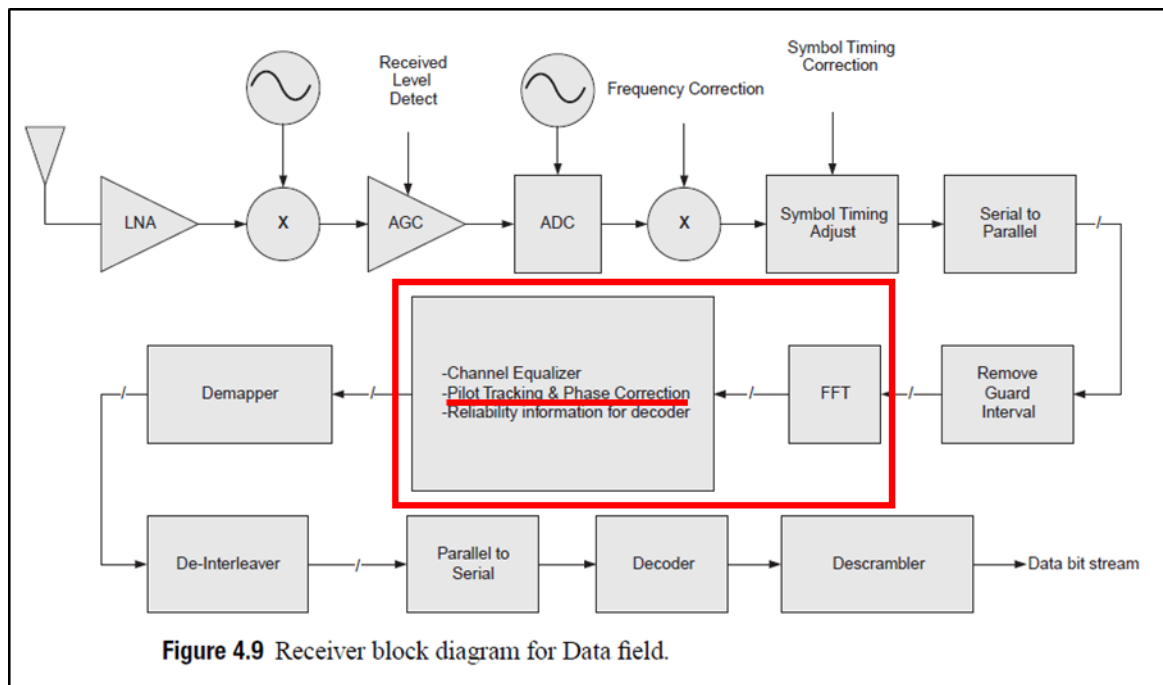 Received
Level
Detect
Frequency Correction
Symbol Timing
Correction
LNA
X
AGC
ADC
X
Symbol Timing
Adjust
Serial to
Parallel
Demapper
-Channel Equalizer
-Pilot Tracking & Phase Correction
-Reliability information for decoder
FFT
Remove
Guard
Interval
De-Interleaver
Parallel to
Serial
Decoder
Descrambler
Data bit stream
Figure 4.9 Receiver block diagram for Data field.